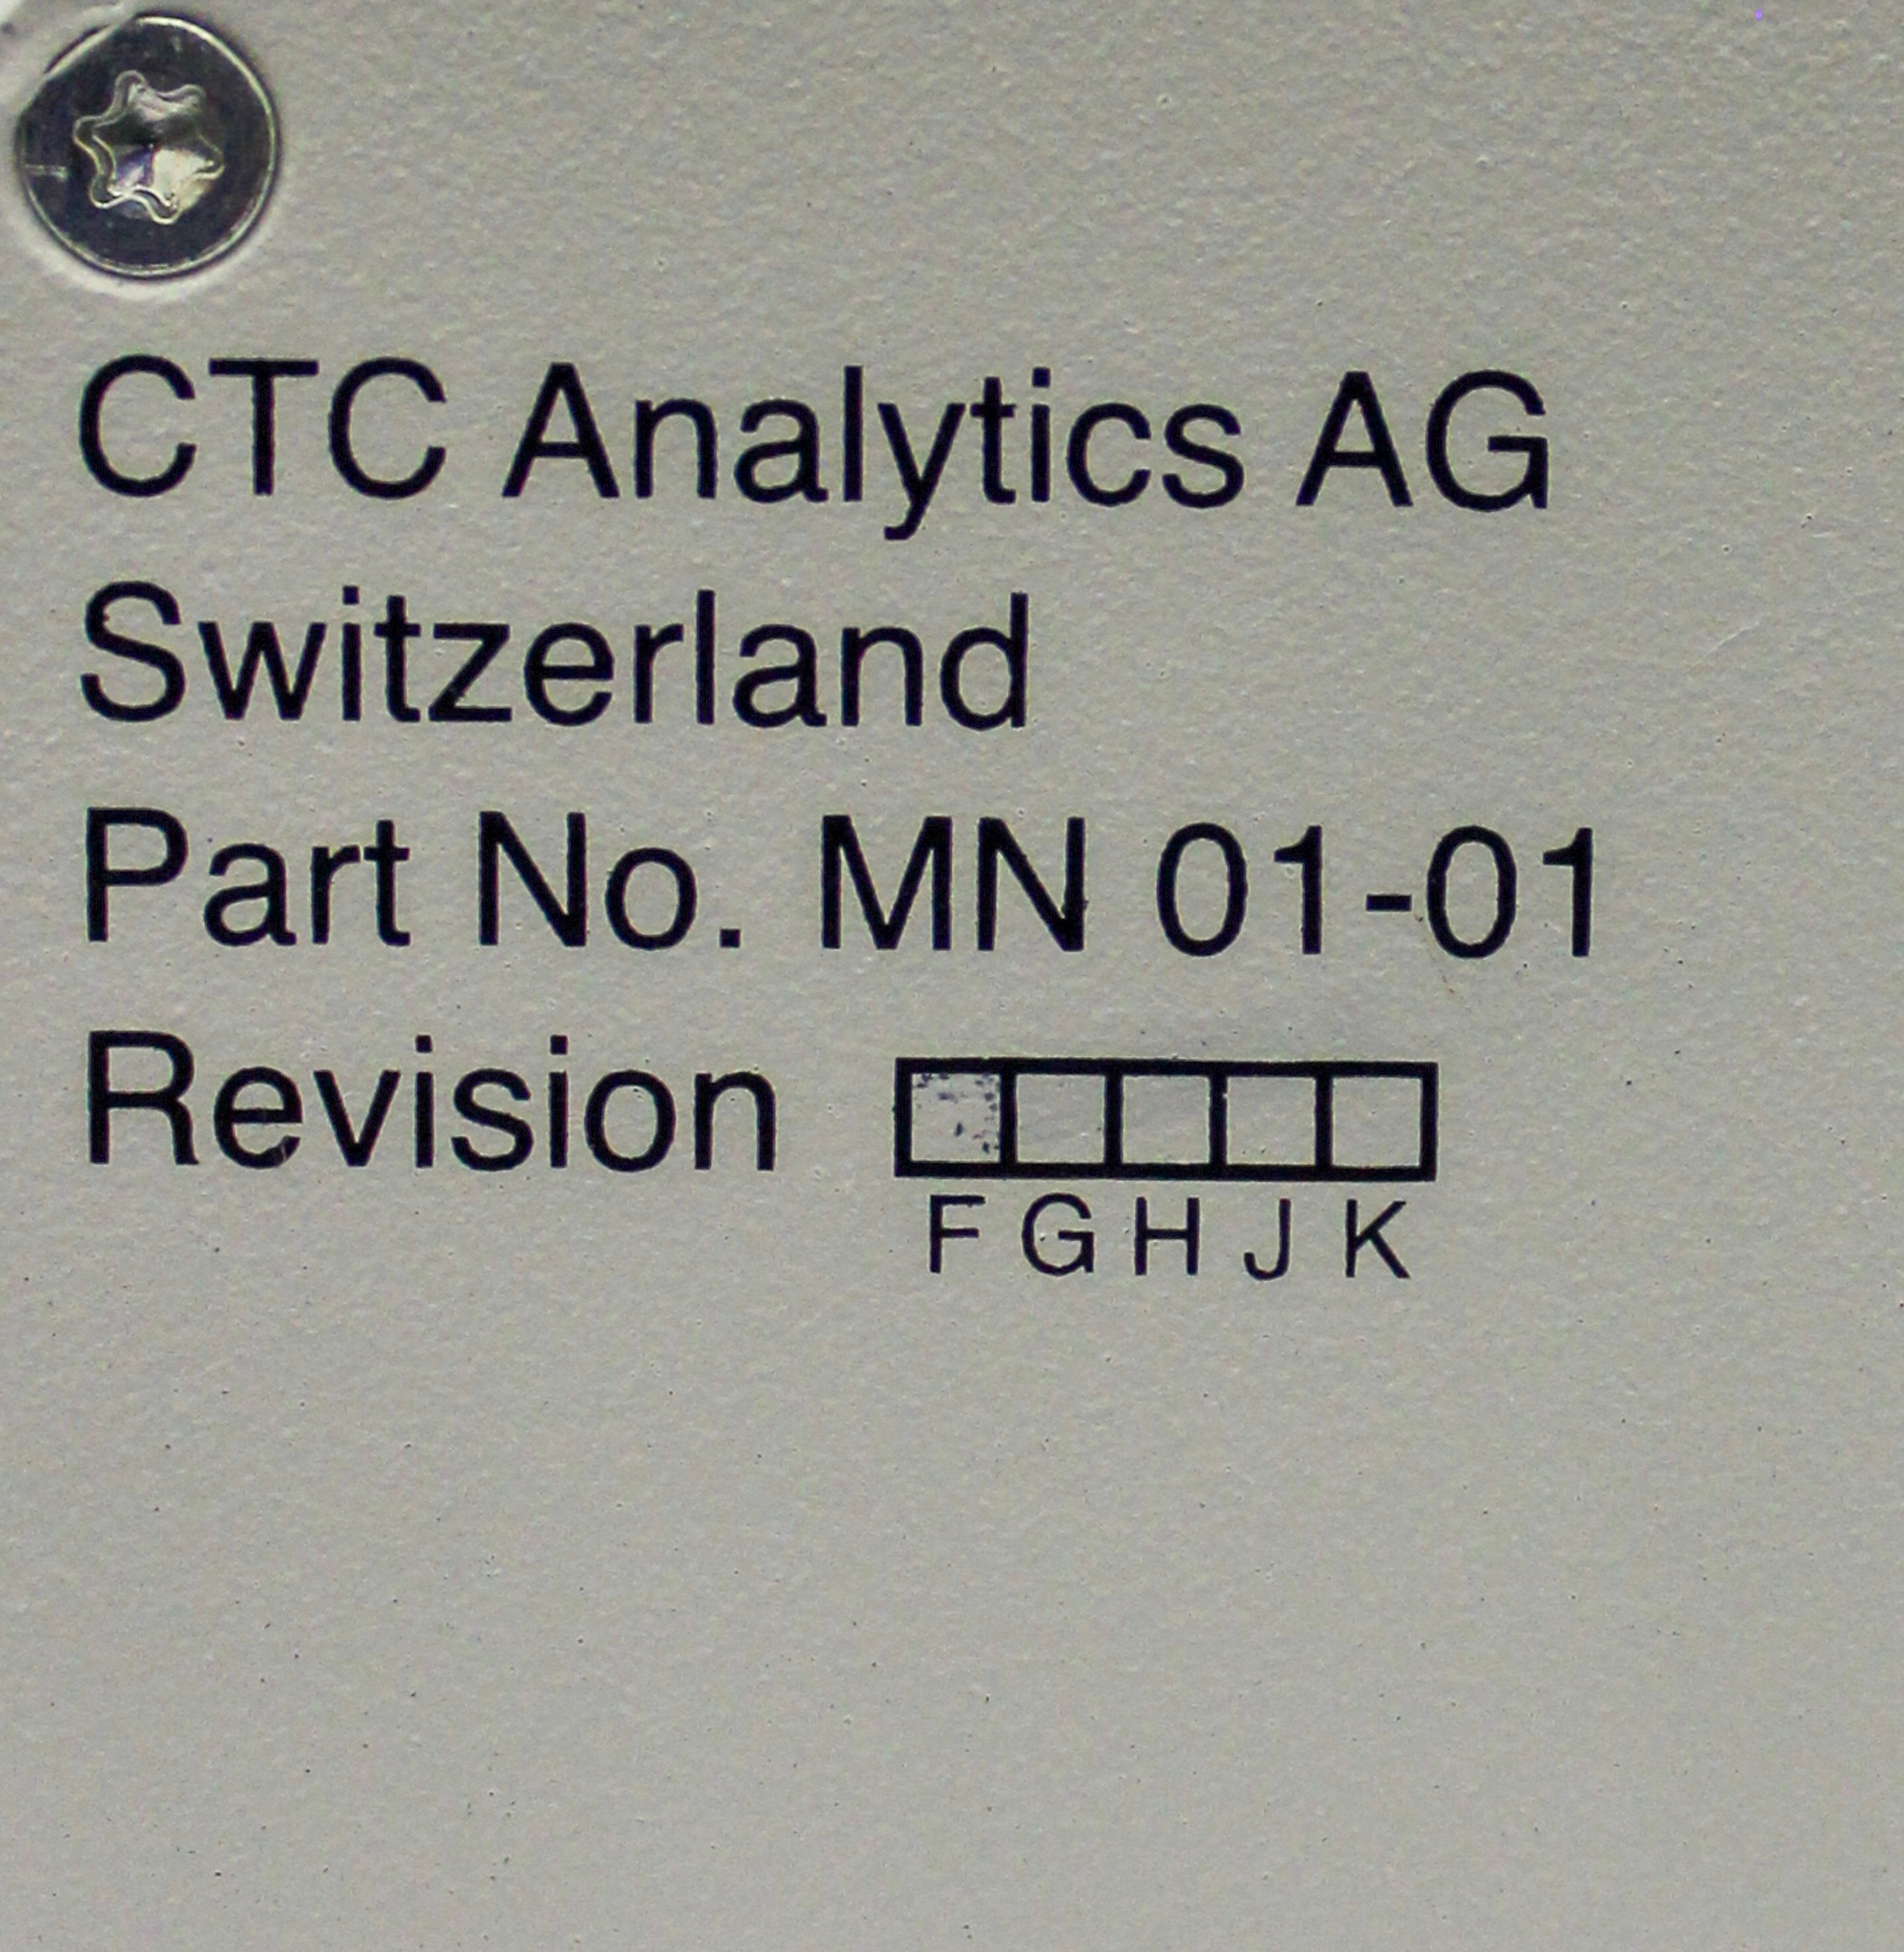 CTC Analytics AG
Switzerland
Part No. MN 01-01
Revision
F G H J K